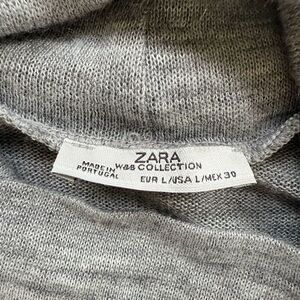 ZARA
W&B COLLECTION
MADE IN
PORTUGAL
EUR L/USA L/MEX 30